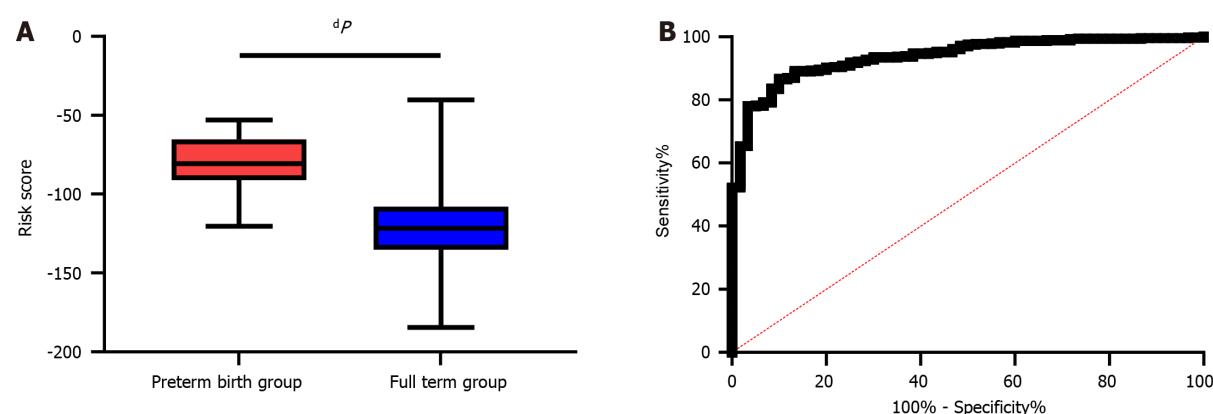 A
ᵈP
0
-50
-100
-150
-200
Risk score
Preterm birth group
Full term group
B
100
80
60
40
20
0
Sensitivity%
0
20
40
60
80
100
100% - Specificity%